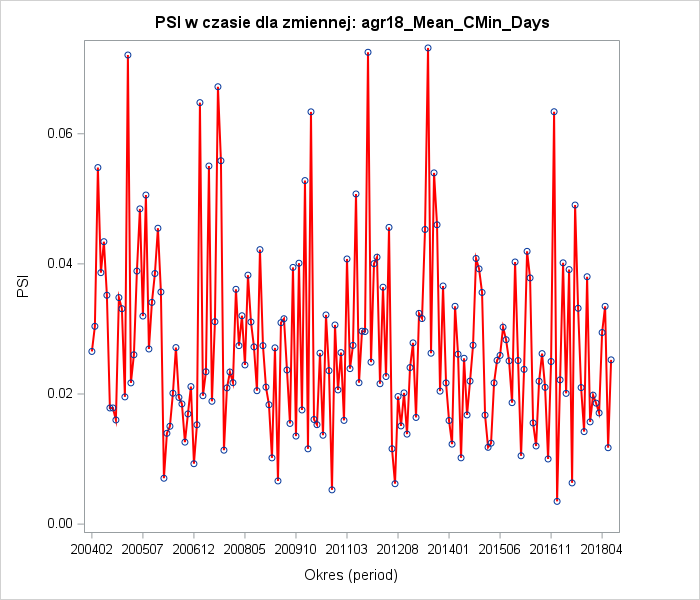 PSI w czasie dla zmiennej: agr18_Mean_CMin_Days
0.06
0.04
PSI
0.02
0.00
200402 200507 200612 200805 200910 201103 201208 201401 201506 201611 201804
Okres (period)